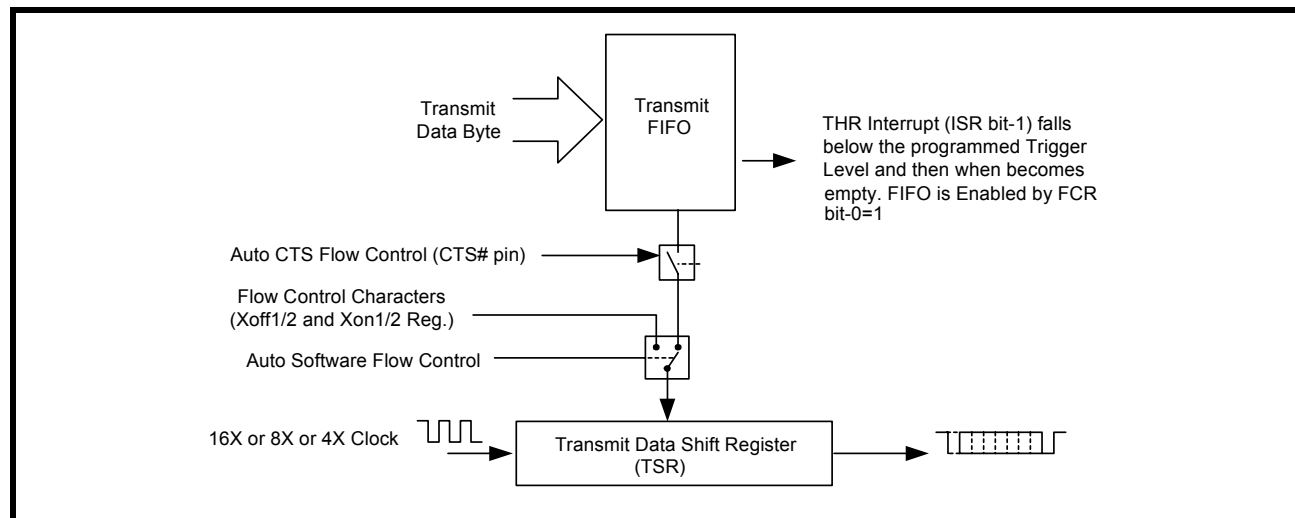 Transmit
Data Byte
Transmit
FIFO
THR Interrupt (ISR bit-1) falls
below the programmed Trigger
Level and then when becomes
empty. FIFO is Enabled by FCR
bit-0=1
Auto CTS Flow Control (CTS# pin)
Flow Control Characters
(Xoff1/2 and Xon1/2 Reg.)
Auto Software Flow Control
16X or 8X or 4X Clock
Transmit Data Shift Register
(TSR)